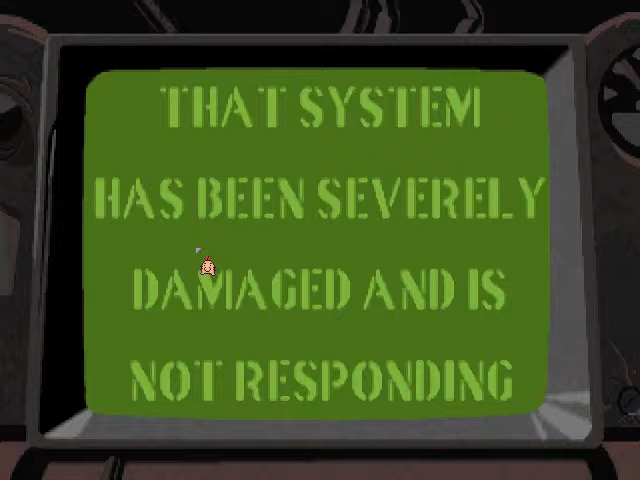 THAT SYSTEM
HAS BEEN SEVERELY
DAMAGED AND IS
NOT RESPONDING